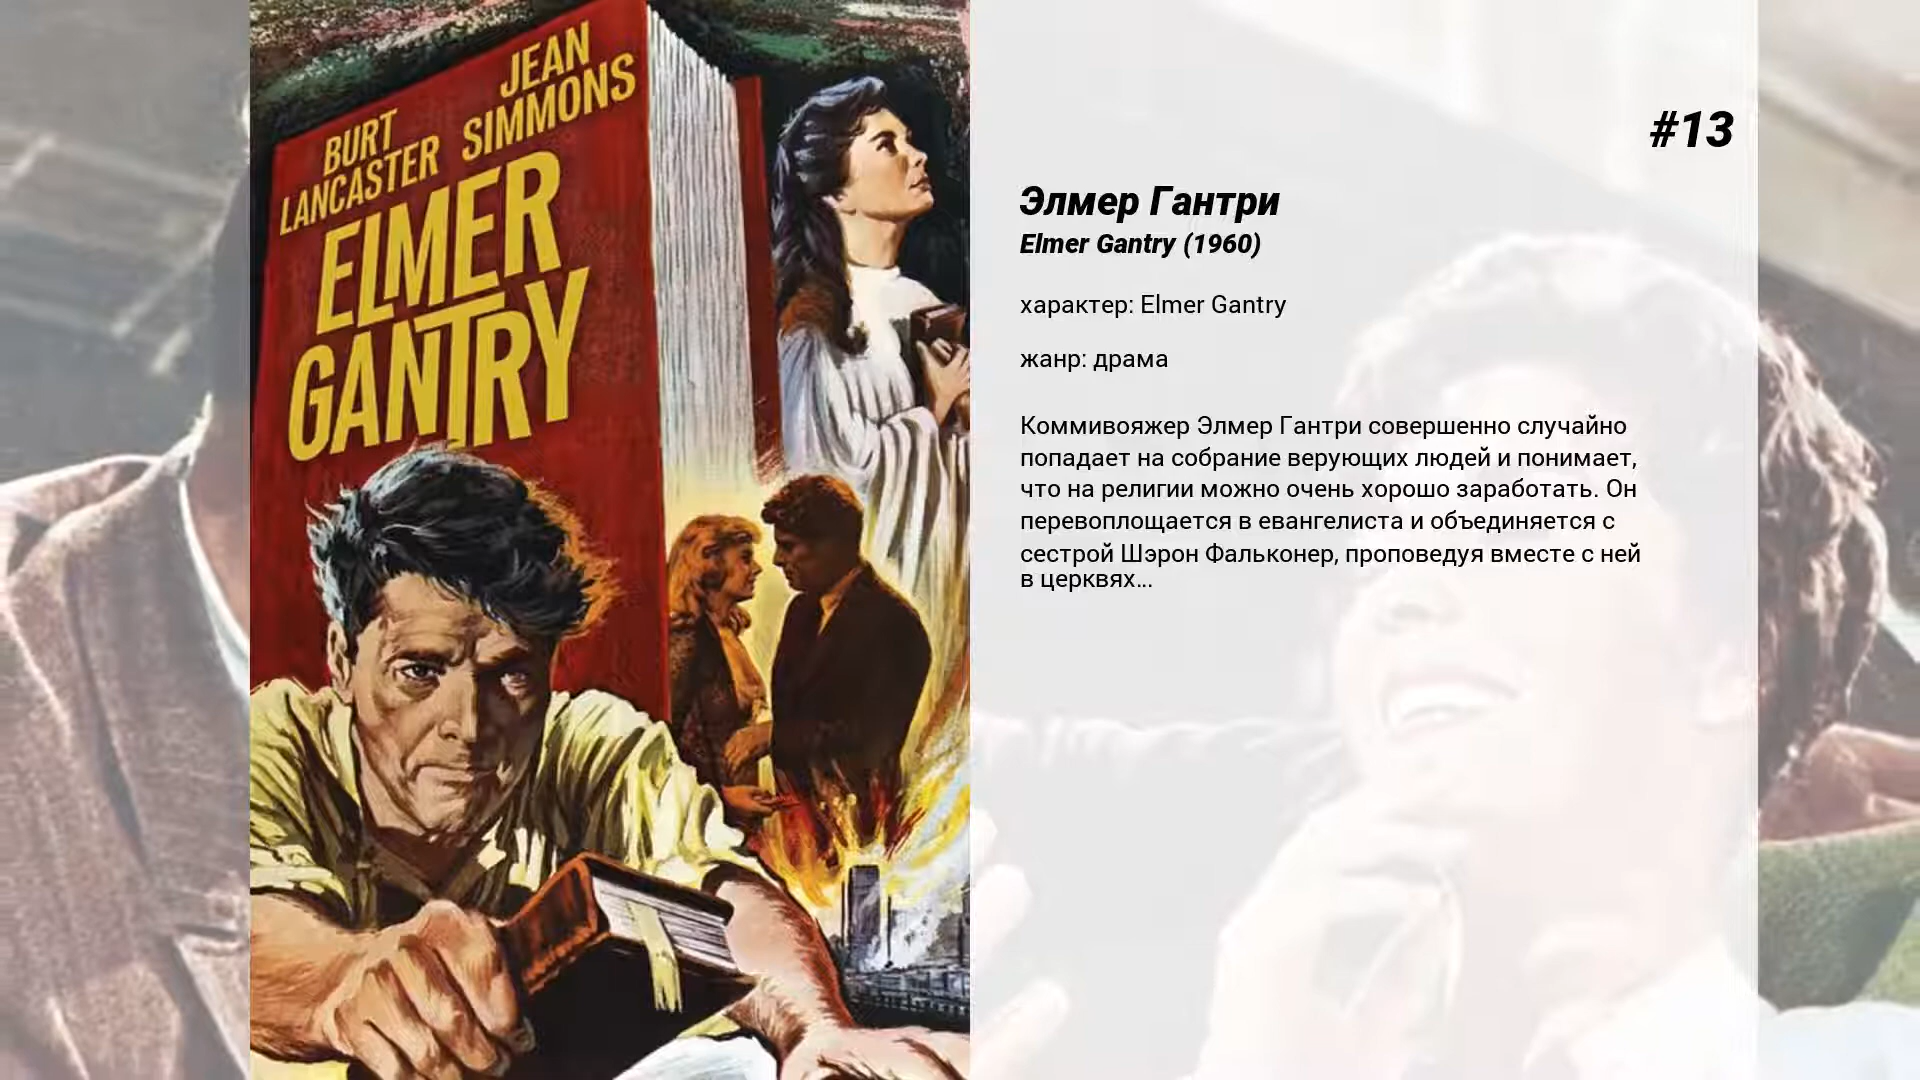 JEAN
SIMMONS
BURT
LANCASTER
ELMER
GANTRY
#13
Элмер Гантри
Elmer Gantry (1960)
характер: Elmer Gantry
жанр: драма
Коммивояжер Элмер Гантри совершенно случайно
попадает на собрание верующих людей и понимает,
что на религии можно очень хорошо заработать. Он
перевоплощается в евангелиста и объединяется с
сестрой Шэрон Фальконер, проповедуя вместе с ней
в церквях...